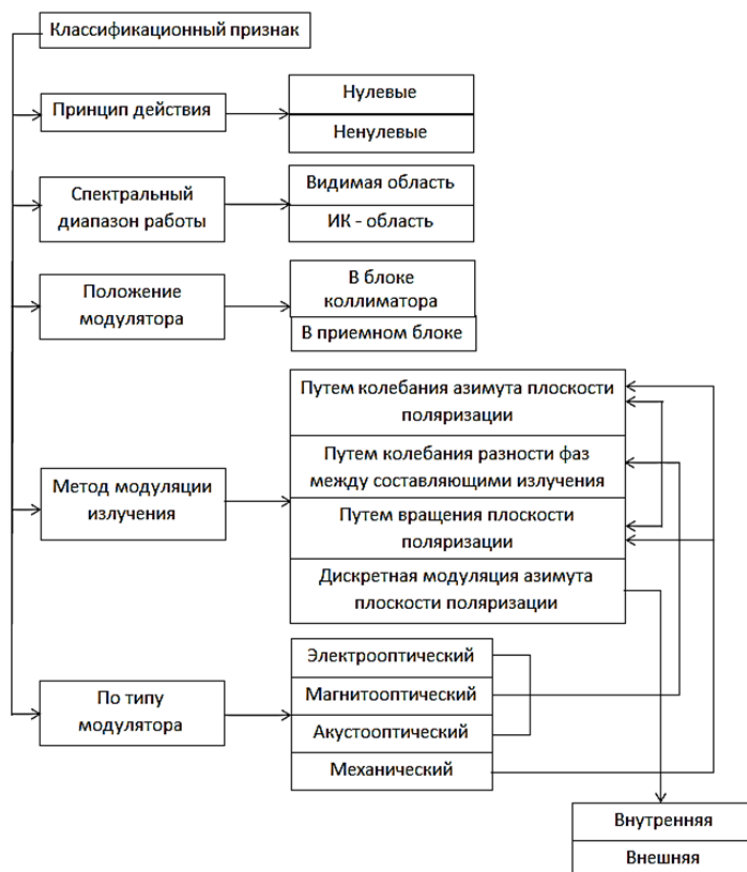 Классификационный признак
Принцип действия
Нулевые
Ненулевые
Спектральный
диапазон работы
Видимая область
ИК - область
Положение
модулятора
В блоке
коллиматора
В приемном блоке
Метод модуляции
излучения
Путем колебания азимута плоскости
поляризации
Путем колебания разности фаз
между составляющими излучения
Путем вращения плоскости
поляризации
Дискретная модуляция азимута
плоскости поляризации
По типу
модулятора
Электрооптический
Магнитооптический
Акустооптический
Механический
Внутренняя
Внешняя